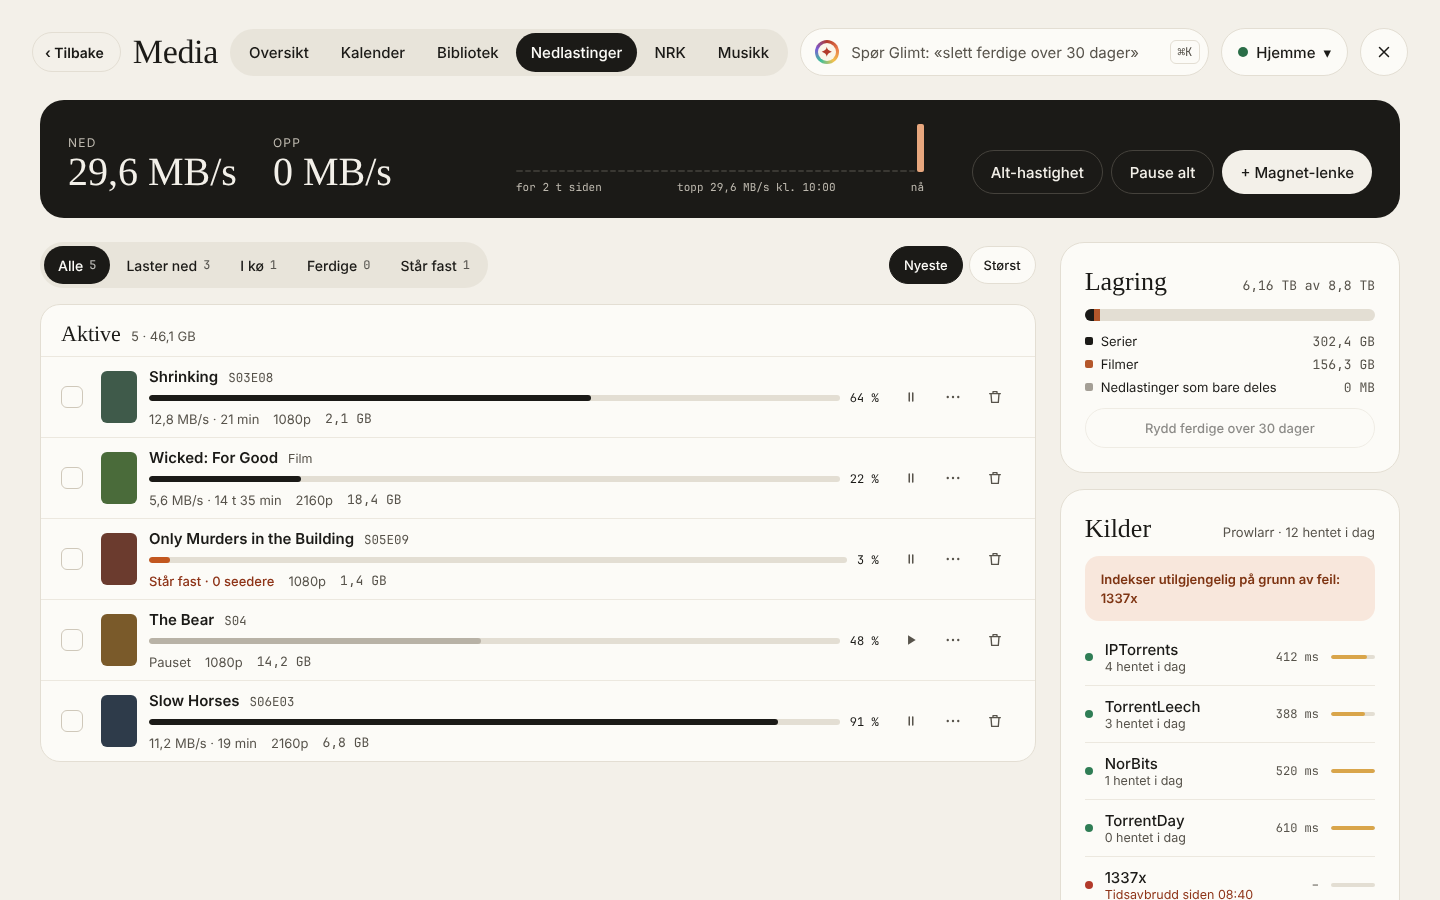 ‹ Tilbake
Media
Oversikt
Kalender
Bibliotek
Nedlastinger
NRK
Musikk
Spør Glimt: «slett ferdige over 30 dager»
⌘K
Hjemme ▾
×
NED
29,6 MB/s
OPP
0 MB/s
for 2 t siden
topp 29,6 MB/s kl. 10:00
nå
Alt-hastighet
Pause alt
+ Magnet-lenke
Alle 5
Laster ned 3
I kø 1
Ferdige 0
Står fast 1
Nyeste
Størst
Aktive 5 · 46,1 GB
Shrinking S03E08
64 %
12,8 MB/s · 21 min 1080p 2,1 GB
Wicked: For Good Film
22 %
5,6 MB/s · 14 t 35 min 2160p 18,4 GB
Only Murders in the Building S05E09
3 %
Står fast · 0 seedere 1080p 1,4 GB
The Bear S04
48 %
Pauset 1080p 14,2 GB
Slow Horses S06E03
91 %
11,2 MB/s · 19 min 2160p 6,8 GB
Lagring
6,16 TB av 8,8 TB
Serier 302,4 GB
Filmer 156,3 GB
Nedlastinger som bare deles 0 MB
Rydd ferdige over 30 dager
Kilder
Prowlarr · 12 hentet i dag
Indekser utilgjengelig på grunn av feil:
1337x
IPTorrents
412 ms
4 hentet i dag
TorrentLeech
388 ms
3 hentet i dag
NorBits
520 ms
1 hentet i dag
TorrentDay
610 ms
0 hentet i dag
1337x
–
Tidsavbrudd siden 08:40